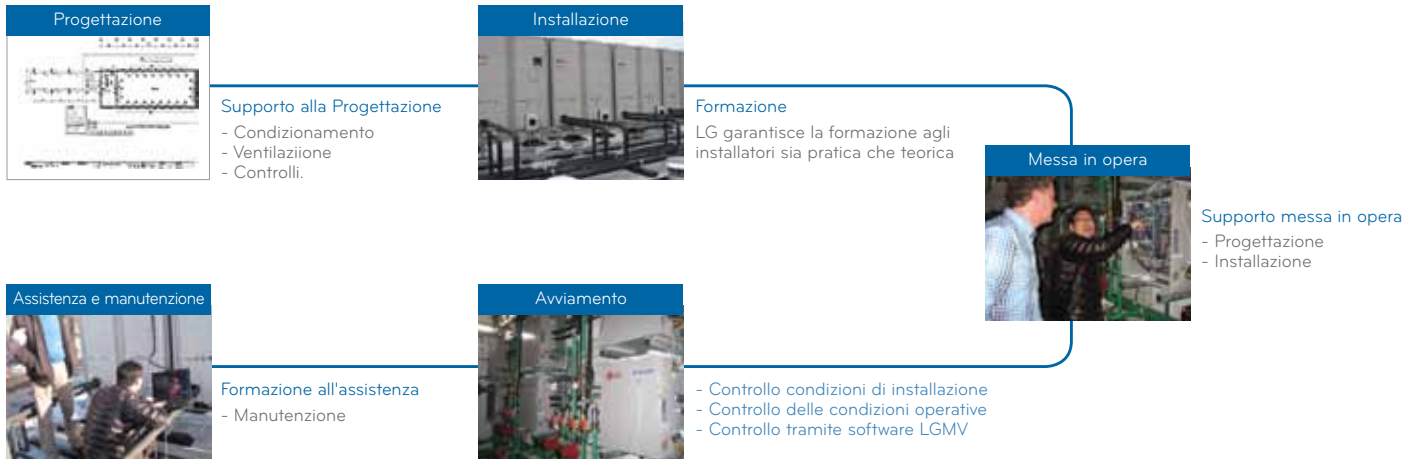 Progettazione
Supporto alla Progettazione
- Condizionamento
- Ventilaziione
- Controlli.
Installazione
Formazione
LG garantisce la formazione agli
installatori sia pratica che teorica
Messa in opera
Supporto messa in opera
- Progettazione
- Installazione
Avviamento
- Controllo condizioni di installazione
- Controllo delle condizioni operative
- Controllo tramite software LGMV
Assistenza e manutenzione
Formazione all'assistenza
- Manutenzione